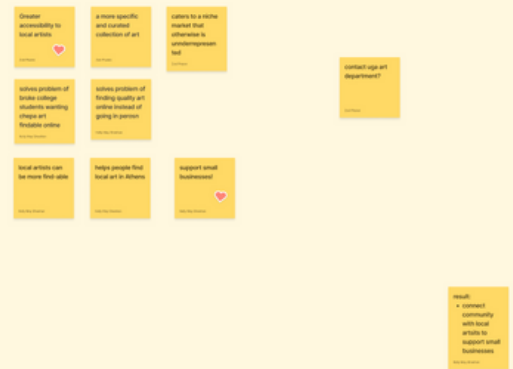 Greater
accessibility to
local artists
a more specific
and curated
collection of art
caters to a niche
market that
otherwise is
unnderrepresen
ted
contact uga art
department?
solves problem of
broke college
students wanting
chepa art
findable online
solves problem of
finding quality art
online instead of
going in perosn
local artists can
be more find-able
helps people find
local art in Athens
support small
businesses!
result:
• connect
community
with local
artsits to
support small
businesses